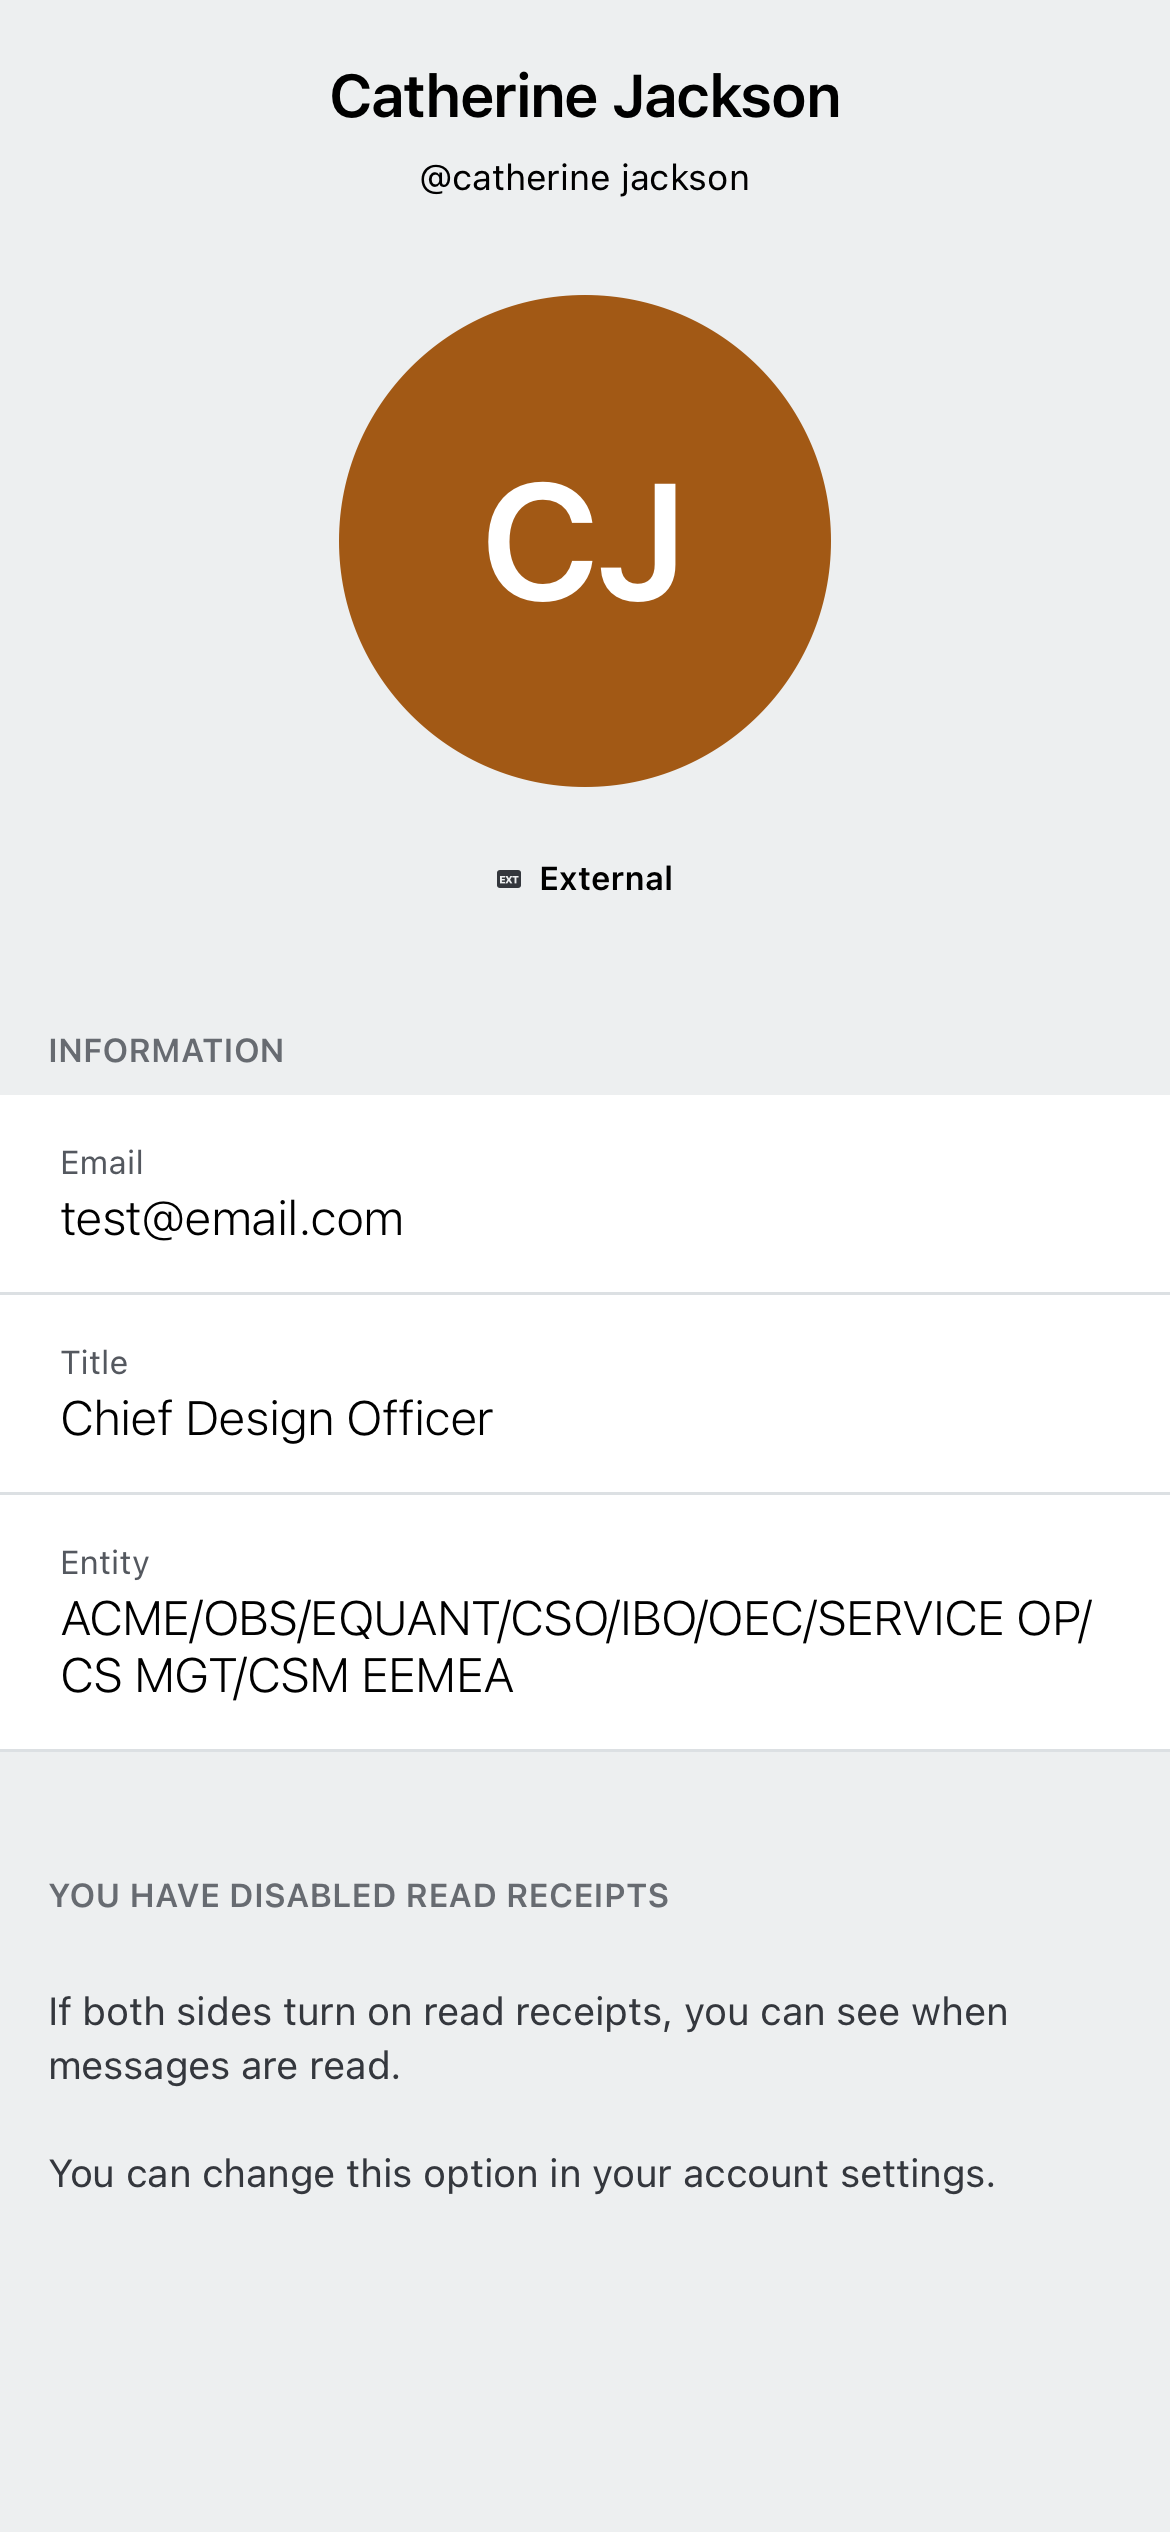 Catherine Jackson
@catherine jackson
CJ
EXT External
INFORMATION
Email
test@email.com
Title
Chief Design Officer
Entity
ACME/OBS/EQUANT/CSO/IBO/OEC/SERVICE OP/
CS MGT/CSM EEMEA
YOU HAVE DISABLED READ RECEIPTS
If both sides turn on read receipts, you can see when
messages are read.
You can change this option in your account settings.